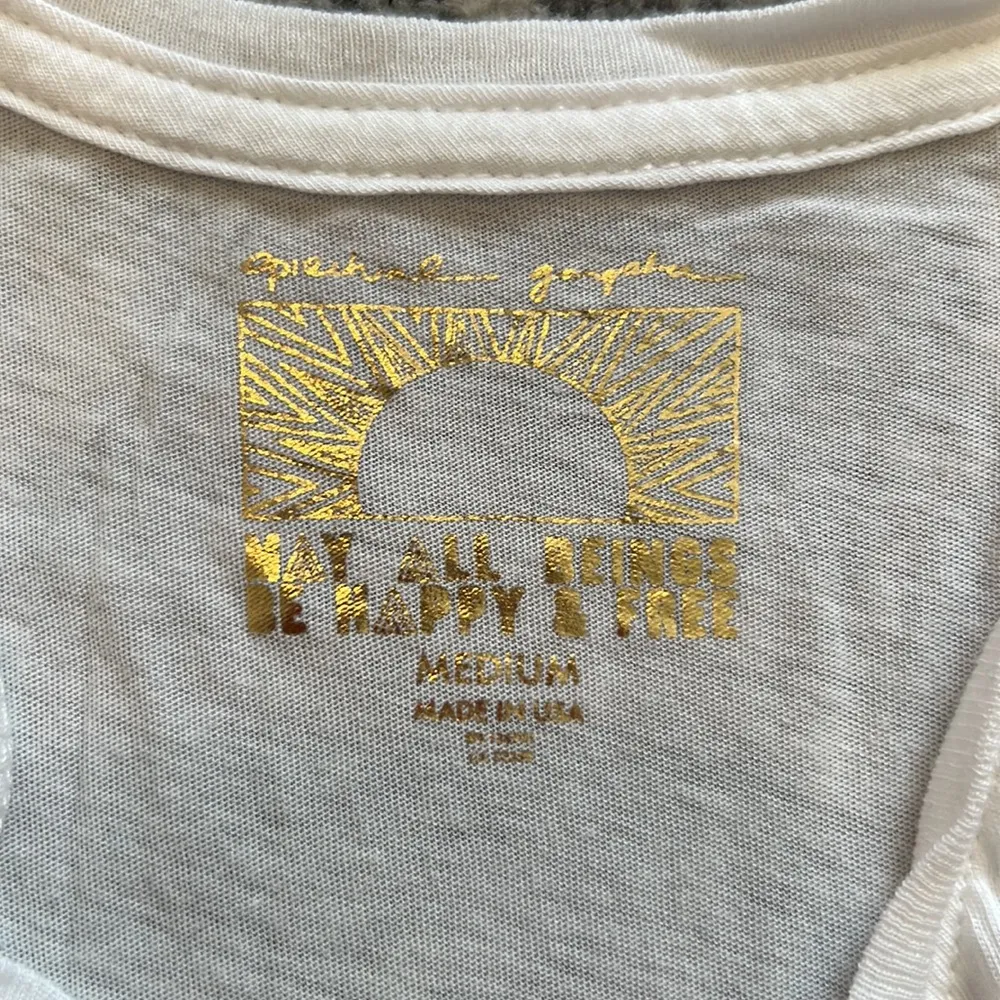 spiritual gangster
MAY ALL BEINGS
BE HAPPY & FREE
MEDIUM
MADE IN USA